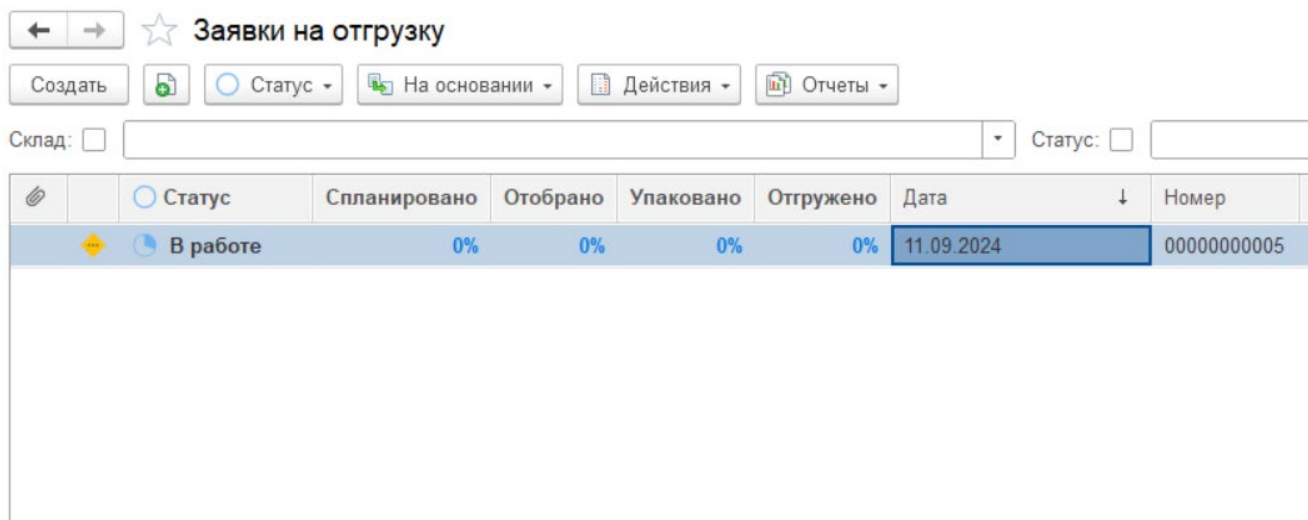 Заявки на отгрузку
Создать Статус На основании Действия Отчеты
Склад: Статус:
Статус Спланировано Отобрано Упаковано Отгружено Дата ↓ Номер
В работе 0% 0% 0% 0% 11.09.2024 00000000005